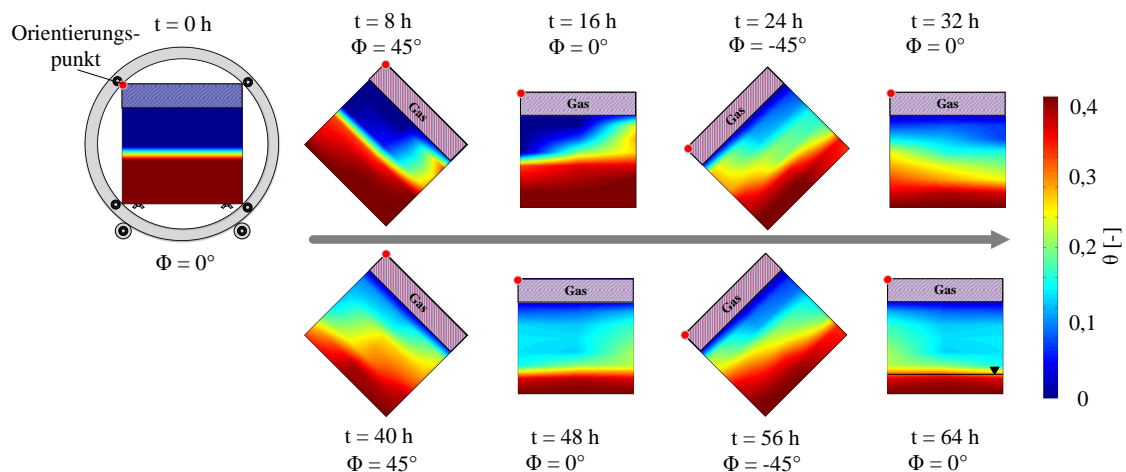 t = 0 h
Orientierungs-
punkt
Φ = 0°
t = 8 h
Φ = 45°
Gas
t = 16 h
Φ = 0°
Gas
t = 24 h
Φ = -45°
Gas
t = 32 h
Φ = 0°
Gas
0,4
0,3
0,2
0,1
0
θ [-]
Gas
t = 40 h
Φ = 45°
Gas
t = 48 h
Φ = 0°
Gas
t = 56 h
Φ = -45°
Gas
t = 64 h
Φ = 0°